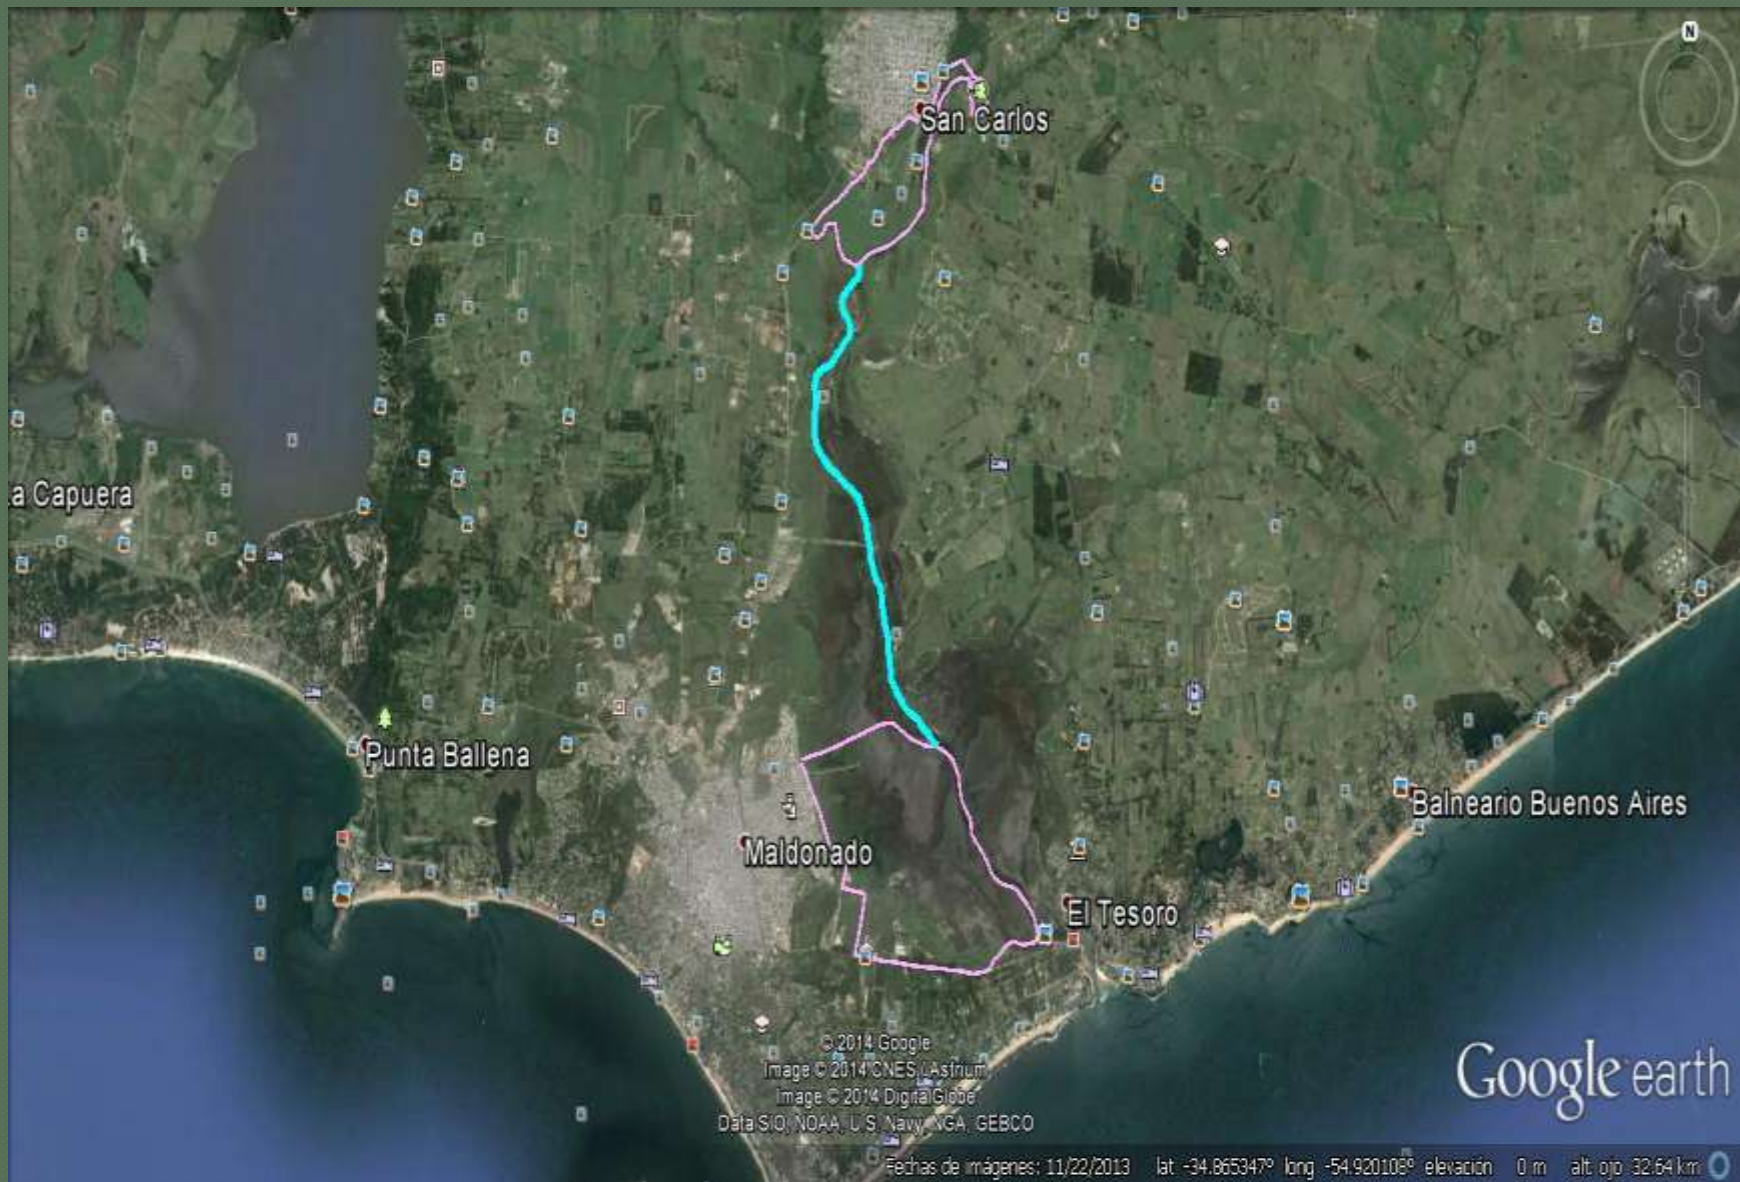 N
San Carlos
a Capuera
Punta Ballena
Balneario Buenos Aires
Maldonado
El Tesoro
© 2014 Google
Image © 2014 CNES / Astrium
Image © 2014 DigitalGlobe
Data SIO, NOAA, U.S. Navy, NGA, GEBCO
Google earth
Fechas de imágenes: 11/22/2013 lat -34.865347° long -54.920108° elevación 0 m alt. ojo 32.64 km